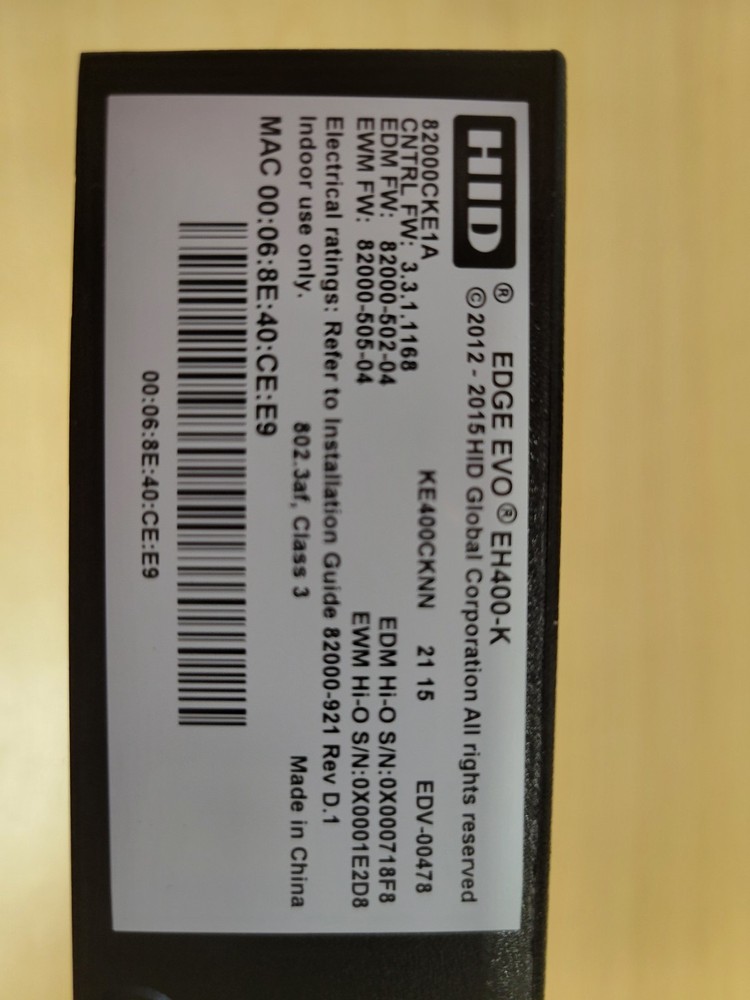 HID® EDGE EVO® EH400-K
©2012 - 2015 HID Global Corporation All rights reserved
82000CKE1A KE400CKNN 21 15 EDV-00478
CNTRL FW: 3.3.1.1168
EDM FW: 82000-502-04 EDM Hi-O S/N:0X000718F8
EWM FW: 82000-505-04 EWM Hi-O S/N:0X0001E2D8
Electrical ratings: Refer to Installation Guide 82000-921 Rev D.1
Indoor use only. 802.3af, Class 3 Made in China
MAC 00:06:8E:40:CE:E9
00:06:8E:40:CE:E9